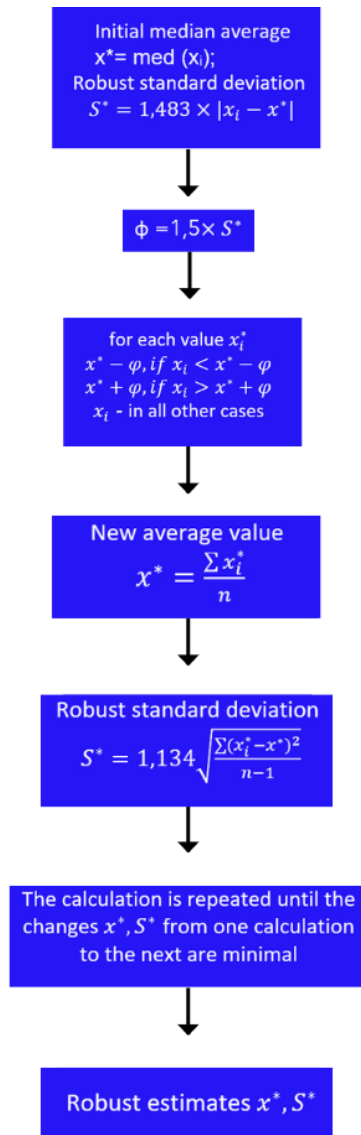 Initial median average
x*= med (xᵢ);
Robust standard deviation
S* = 1,483 × |xᵢ − x*|
ϕ =1,5× S*
for each value xᵢ*
x* − φ, if xᵢ < x* − φ
x* + φ, if xᵢ > x* + φ
xᵢ - in all other cases
New average value
x* = ∑ xᵢ* / n
Robust standard deviation
S* = 1,134√(∑(xᵢ*−x*)² / (n−1))
The calculation is repeated until the
changes x*, S* from one calculation
to the next are minimal
Robust estimates x*, S*